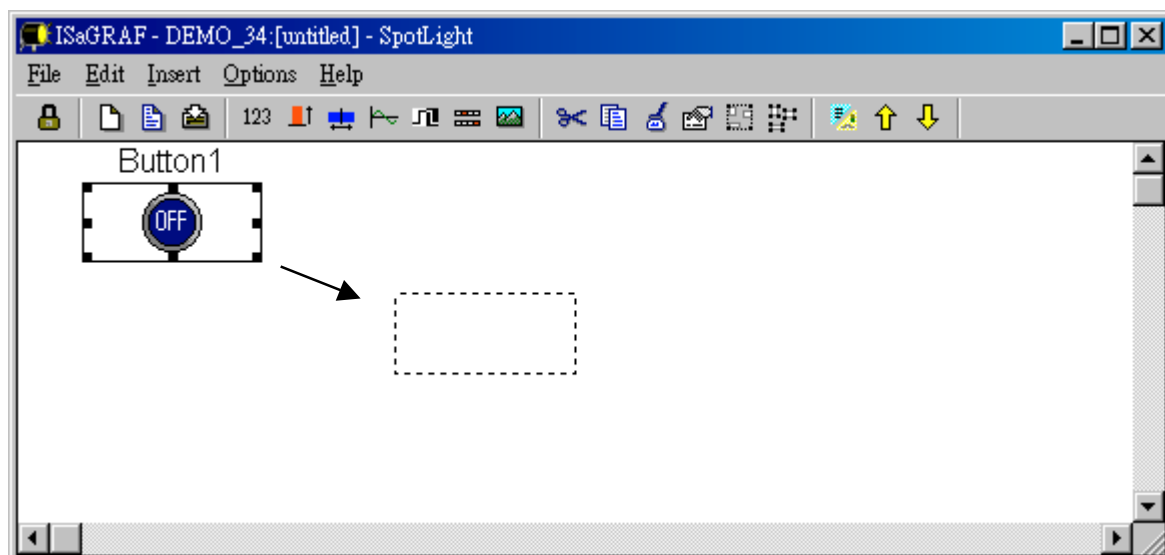 ISaGRAF - DEMO_34:[untitled] - SpotLight
File Edit Insert Options Help
123
Button1
OFF